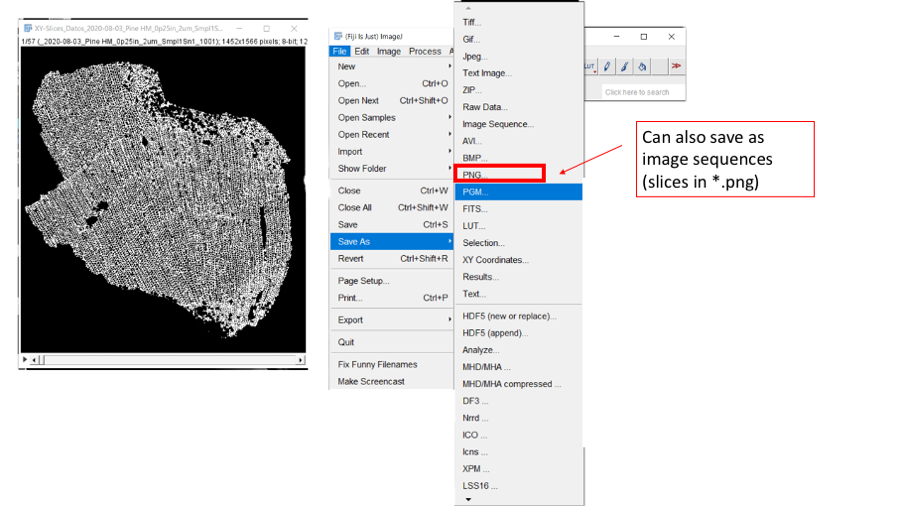 XY-Slices_Datos_2020-08-03_Pine HM_0p25in_2um_Smpl1S...
1/57 (_2020-08-03_Pine HM_0p25in_2um_Smpl1Sn1_1001); 1452x1566 pixels; 8-bit; 12
(Fiji Is Just) ImageJ
File Edit Image Process A
New
Open... Ctrl+O
Open Next Ctrl+Shift+O
Open Samples
Open Recent
Import
Show Folder
Close Ctrl+W
Close All Ctrl+Shift+W
Save Ctrl+S
Save As
Revert Ctrl+Shift+R
Page Setup...
Print... Ctrl+P
Export
Quit
Fix Funny Filenames
Make Screencast
Tiff...
Gif...
Jpeg...
Text Image...
ZIP...
Raw Data...
Image Sequence...
AVI...
BMP...
PNG...
PGM...
FITS...
LUT...
Selection...
XY Coordinates...
Results...
Text...
HDF5 (new or replace)...
HDF5 (append)...
Analyze...
MHD/MHA ...
MHD/MHA compressed ...
DF3 ...
Nrrd ...
ICO ...
Icns ...
XPM ...
LSS16 ...
LUT
Click here to search
Can also save as
image sequences
(slices in *.png)